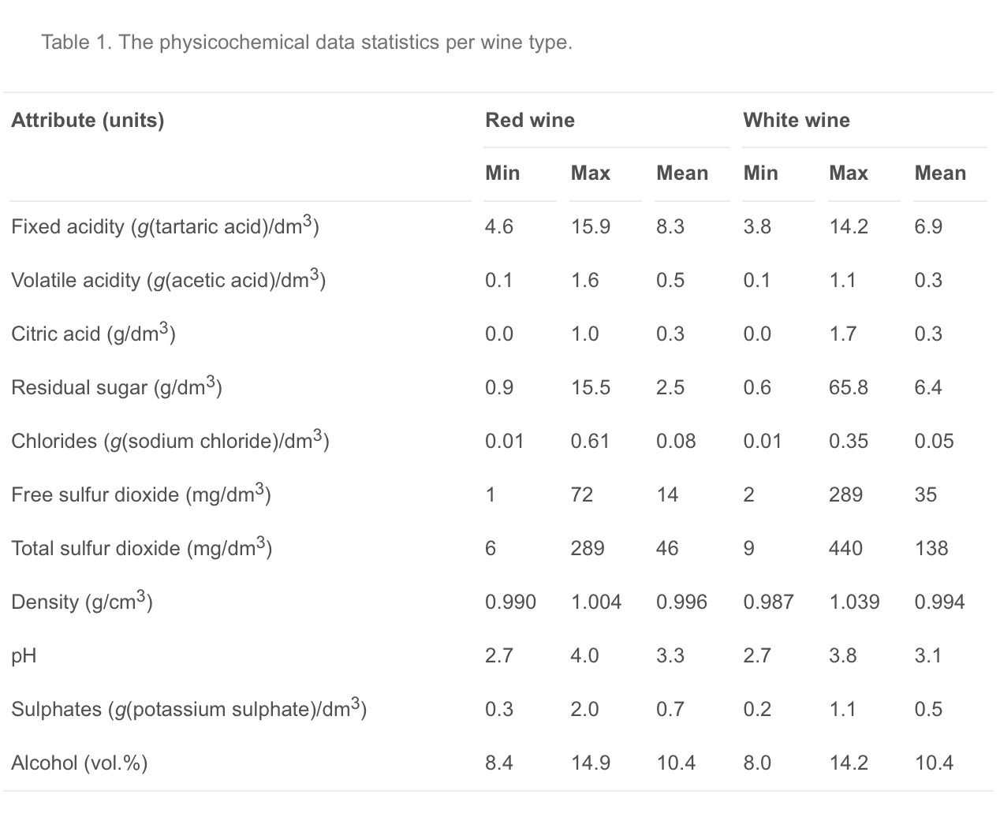 Table 1. The physicochemical data statistics per wine type.
Attribute (units) Red wine White wine
Min Max Mean Min Max Mean
Fixed acidity (g(tartaric acid)/dm³) 4.6 15.9 8.3 3.8 14.2 6.9
Volatile acidity (g(acetic acid)/dm³) 0.1 1.6 0.5 0.1 1.1 0.3
Citric acid (g/dm³) 0.0 1.0 0.3 0.0 1.7 0.3
Residual sugar (g/dm³) 0.9 15.5 2.5 0.6 65.8 6.4
Chlorides (g(sodium chloride)/dm³) 0.01 0.61 0.08 0.01 0.35 0.05
Free sulfur dioxide (mg/dm³) 1 72 14 2 289 35
Total sulfur dioxide (mg/dm³) 6 289 46 9 440 138
Density (g/cm³) 0.990 1.004 0.996 0.987 1.039 0.994
pH 2.7 4.0 3.3 2.7 3.8 3.1
Sulphates (g(potassium sulphate)/dm³) 0.3 2.0 0.7 0.2 1.1 0.5
Alcohol (vol.%) 8.4 14.9 10.4 8.0 14.2 10.4